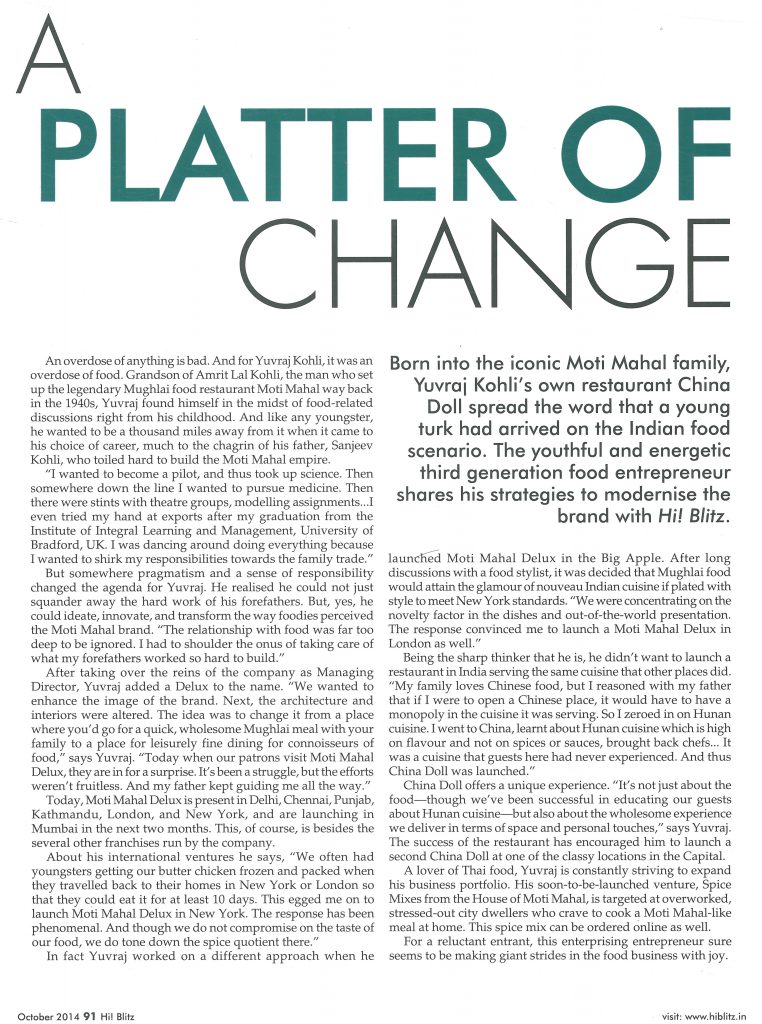 A
PLATTER OF
CHANGE
An overdose of anything is bad. And for Yuvraj Kohli, it was an
overdose of food. Grandson of Amrit Lal Kohli, the man who set
up the legendary Mughlai food restaurant Moti Mahal way back
in the 1940s, Yuvraj found himself in the midst of food-related
discussions right from his childhood. And like any youngster,
he wanted to be a thousand miles away from it when it came to
his choice of career, much to the chagrin of his father, Sanjeev
Kohli, who toiled hard to build the Moti Mahal empire.
"I wanted to become a pilot, and thus took up science. Then
somewhere down the line I wanted to pursue medicine. Then
there were stints with theatre groups, modelling assignments...I
even tried my hand at exports after my graduation from the
Institute of Integral Learning and Management, University of
Bradford, UK. I was dancing around doing everything because
I wanted to shirk my responsibilities towards the family trade."
But somewhere pragmatism and a sense of responsibility
changed the agenda for Yuvraj. He realised he could not just
squander away the hard work of his forefathers. But, yes, he
could ideate, innovate, and transform the way foodies perceived
the Moti Mahal brand. "The relationship with food was far too
deep to be ignored. I had to shoulder the onus of taking care of
what my forefathers worked so hard to build."
After taking over the reins of the company as Managing
Director, Yuvraj added a Delux to the name. "We wanted to
enhance the image of the brand. Next, the architecture and
interiors were altered. The idea was to change it from a place
where you'd go for a quick, wholesome Mughlai meal with your
family to a place for leisurely fine dining for connoisseurs of
food," says Yuvraj. "Today when our patrons visit Moti Mahal
Delux, they are in for a surprise. It's been a struggle, but the efforts
weren't fruitless. And my father kept guiding me all the way."
Today, Moti Mahal Delux is present in Delhi, Chennai, Punjab,
Kathmandu, London, and New York, and are launching in
Mumbai in the next two months. This, of course, is besides the
several other franchises run by the company.
About his international ventures he says, "We often had
youngsters getting our butter chicken frozen and packed when
they travelled back to their homes in New York or London so
that they could eat it for at least 10 days. This egged me on to
launch Moti Mahal Delux in New York. The response has been
phenomenal. And though we do not compromise on the taste of
our food, we do tone down the spice quotient there."
In fact Yuvraj worked on a different approach when he
Born into the iconic Moti Mahal family,
Yuvraj Kohli's own restaurant China
Doll spread the word that a young
turk had arrived on the Indian food
scenario. The youthful and energetic
third generation food entrepreneur
shares his strategies to modernise the
brand with Hi! Blitz.
launched Moti Mahal Delux in the Big Apple. After long
discussions with a food stylist, it was decided that Mughlai food
would attain the glamour of nouveau Indian cuisine if plated with
style to meet New York standards. "We were concentrating on the
novelty factor in the dishes and out-of-the-world presentation.
The response convinced me to launch a Moti Mahal Delux in
London as well."
Being the sharp thinker that he is, he didn't want to launch a
restaurant in India serving the same cuisine that other places did.
"My family loves Chinese food, but I reasoned with my father
that if I were to open a Chinese place, it would have to have a
monopoly in the cuisine it was serving. So I zeroed in on Hunan
cuisine. I went to China, learnt about Hunan cuisine which is high
on flavour and not on spices or sauces, brought back chefs... It
was a cuisine that guests here had never experienced. And thus
China Doll was launched."
China Doll offers a unique experience. "It's not just about the
food—though we've been successful in educating our guests
about Hunan cuisine—but also about the wholesome experience
we deliver in terms of space and personal touches," says Yuvraj.
The success of the restaurant has encouraged him to launch a
second China Doll at one of the classy locations in the Capital.
A lover of Thai food, Yuvraj is constantly striving to expand
his business portfolio. His soon-to-be-launched venture, Spice
Mixes from the House of Moti Mahal, is targeted at overworked,
stressed-out city dwellers who crave to cook a Moti Mahal-like
meal at home. This spice mix can be ordered online as well.
For a reluctant entrant, this enterprising entrepreneur sure
seems to be making giant strides in the food business with joy.
October 2014 91 Hi! Blitz
visit: www.hiblitz.in